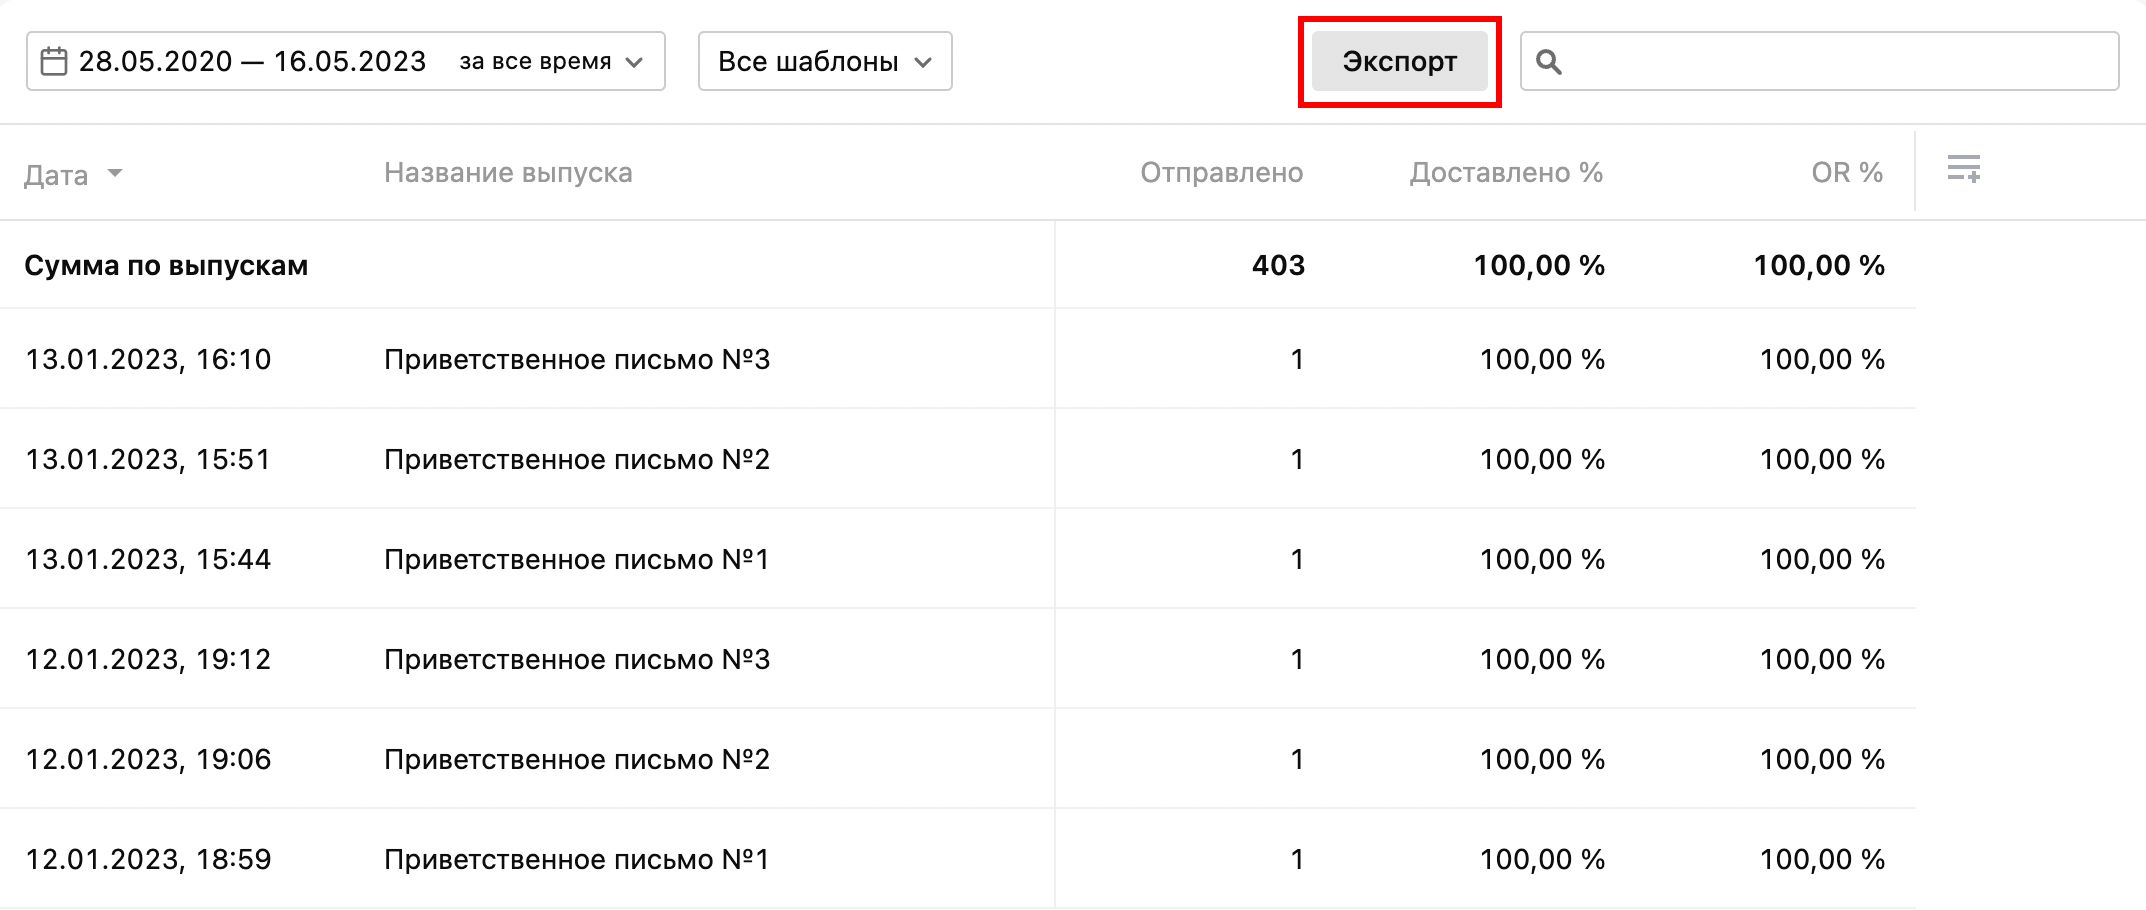 28.05.2020 — 16.05.2023 за все время Все шаблоны Экспорт
Дата Название выпуска Отправлено Доставлено % OR %
Сумма по выпускам 403 100,00 % 100,00 %
13.01.2023, 16:10 Приветственное письмо №3 1 100,00 % 100,00 %
13.01.2023, 15:51 Приветственное письмо №2 1 100,00 % 100,00 %
13.01.2023, 15:44 Приветственное письмо №1 1 100,00 % 100,00 %
12.01.2023, 19:12 Приветственное письмо №3 1 100,00 % 100,00 %
12.01.2023, 19:06 Приветственное письмо №2 1 100,00 % 100,00 %
12.01.2023, 18:59 Приветственное письмо №1 1 100,00 % 100,00 %